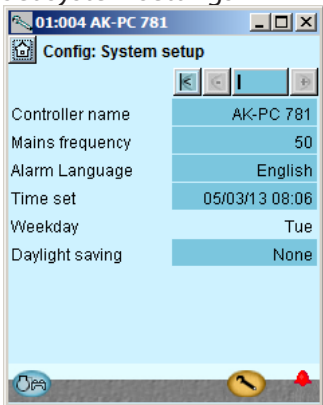 01:004 AK-PC 781
Config: System setup
Controller name AK-PC 781
Mains frequency 50
Alarm Language English
Time set 05/03/13 08:06
Weekday Tue
Daylight saving None